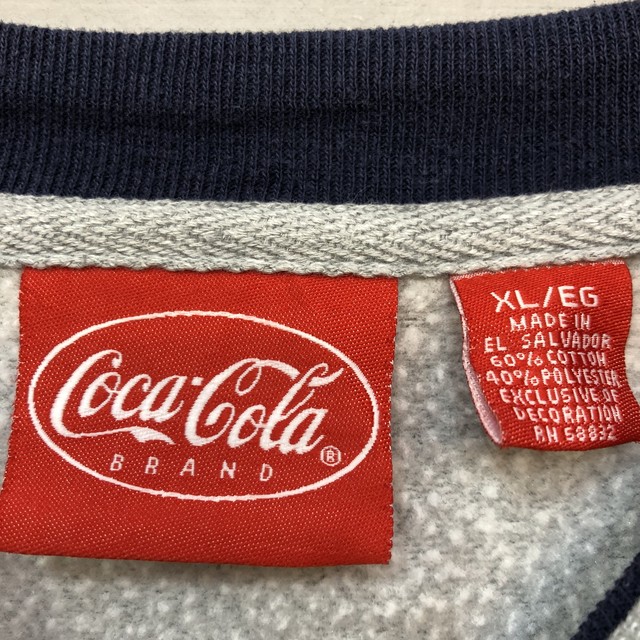 Coca-Cola
BRAND ®
XL/EG
MADE IN
EL SALVADOR
60% COTTON
40% POLYESTER
EXCLUSIVE OF
DECORATION
RN 58832